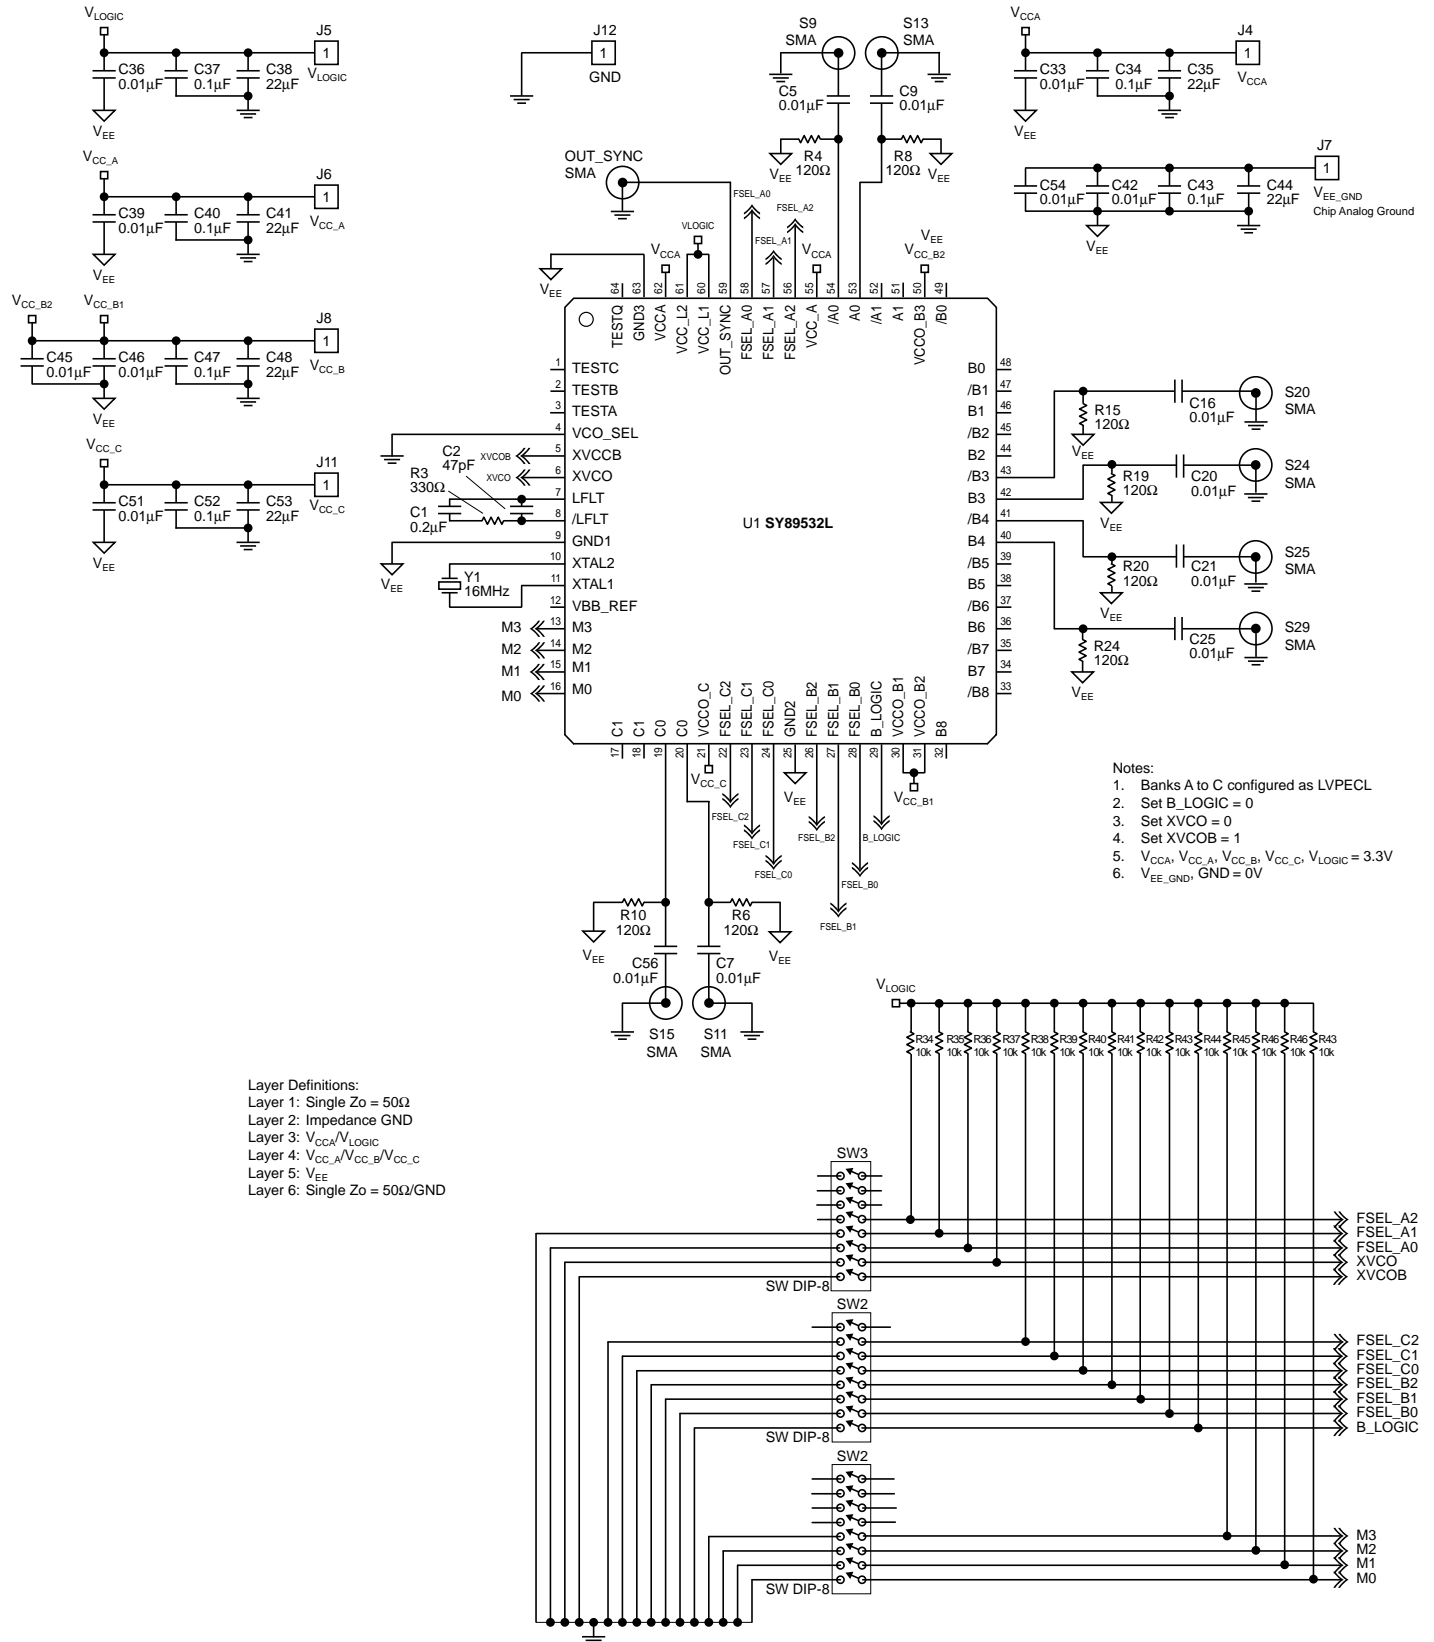 VLOGIC
J5
1
VLOGIC
C36
0.01µF
C37
0.1µF
C38
22µF
VEE
J12
1
GND
S9
SMA
S13
SMA
C5
0.01µF
C9
0.01µF
R4
120Ω
VEE
R8
120Ω
VEE
VCCA
J4
1
VCCA
C33
0.01µF
C34
0.1µF
C35
22µF
VEE
J7
1
VEE_GND
Chip Analog Ground
C54
0.01µF
C42
0.01µF
C43
0.1µF
C44
22µF
VEE
VCC_A
J6
1
VCC_A
C39
0.01µF
C40
0.1µF
C41
22µF
VEE
VCC_B2
VCC_B1
J8
1
VCC_B
C45
0.01µF
C46
0.01µF
C47
0.1µF
C48
22µF
VEE
VCC_C
J11
1
VCC_C
C51
0.01µF
C52
0.1µF
C53
22µF
VEE
OUT_SYNC
SMA
FSEL_A0
FSEL_A1
FSEL_A2
VLOGIC
VCCA
VCCA
VEE
VCC_B2
VEE
64
63
62
61
60
59
58
57
56
55
54
53
52
51
50
49
TESTQ
GND3
VCCA
VCC_L2
VCC_L1
OUT_SYNC
FSEL_A0
FSEL_A1
FSEL_A2
VCC_A
/A0
A0
/A1
A1
VCCO_B3
/B0
1 TESTC
2 TESTB
3 TESTA
4 VCO_SEL
5 XVCCB
6 XVCO
7 LFLT
8 /LFLT
9 GND1
10 XTAL2
11 XTAL1
12 VBB_REF
13 M3
14 M2
15 M1
16 M0
XVCOB
XVCO
C2
47pF
R3
330Ω
C1
0.2µF
VEE
Y1
16MHz
M3
M2
M1
M0
U1 SY89532L
B0 48
/B1 47
B1 46
/B2 45
B2 44
/B3 43
B3 42
/B4 41
B4 40
/B5 39
B5 38
/B6 37
B6 36
/B7 35
B7 34
/B8 33
R15
120Ω
VEE
C16
0.01µF
S20
SMA
R19
120Ω
VEE
C20
0.01µF
S24
SMA
R20
120Ω
VEE
C21
0.01µF
S25
SMA
R24
120Ω
VEE
C25
0.01µF
S29
SMA
C1
C1
C0
C0
VCCO_C
FSEL_C2
FSEL_C1
FSEL_C0
GND2
FSEL_B2
FSEL_B1
FSEL_B0
B_LOGIC
VCCO_B1
VCCO_B2
B8
17
18
19
20
21
22
23
24
25
26
27
28
29
30
31
32
VCC_C
FSEL_C2
FSEL_C1
FSEL_C0
VEE
FSEL_B2
FSEL_B1
FSEL_B0
B_LOGIC
VCC_B1
R10
120Ω
VEE
R6
120Ω
VEE
C56
0.01µF
C7
0.01µF
S15
SMA
S11
SMA
Notes:
1. Banks A to C configured as LVPECL
2. Set B_LOGIC = 0
3. Set XVCO = 0
4. Set XVCOB = 1
5. VCCA, VCC_A, VCC_B, VCC_C, VLOGIC = 3.3V
6. VEE_GND, GND = 0V
Layer Definitions:
Layer 1: Single Zo = 50Ω
Layer 2: Impedance GND
Layer 3: VCCA/VLOGIC
Layer 4: VCC_A/VCC_B/VCC_C
Layer 5: VEE
Layer 6: Single Zo = 50Ω/GND
VLOGIC
R34
10k
R35
10k
R36
10k
R37
10k
R38
10k
R39
10k
R40
10k
R41
10k
R42
10k
R43
10k
R44
10k
R45
10k
R46
10k
R46
10k
R43
10k
SW3
SW DIP-8
FSEL_A2
FSEL_A1
FSEL_A0
XVCO
XVCOB
SW2
SW DIP-8
FSEL_C2
FSEL_C1
FSEL_C0
FSEL_B2
FSEL_B1
FSEL_B0
B_LOGIC
SW2
SW DIP-8
M3
M2
M1
M0